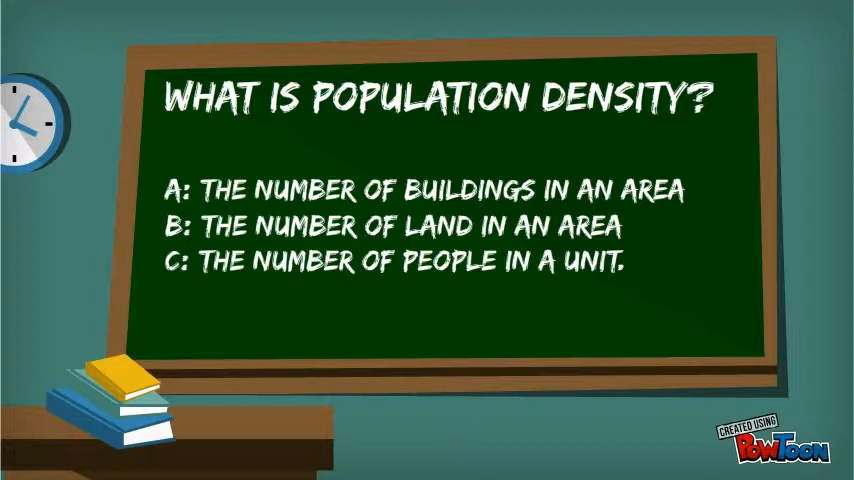 WHAT IS POPULATION DENSITY?
A: THE NUMBER OF BUILDINGS IN AN AREA
B: THE NUMBER OF LAND IN AN AREA
C: THE NUMBER OF PEOPLE IN A UNIT.
CREATED USING
POWTOON